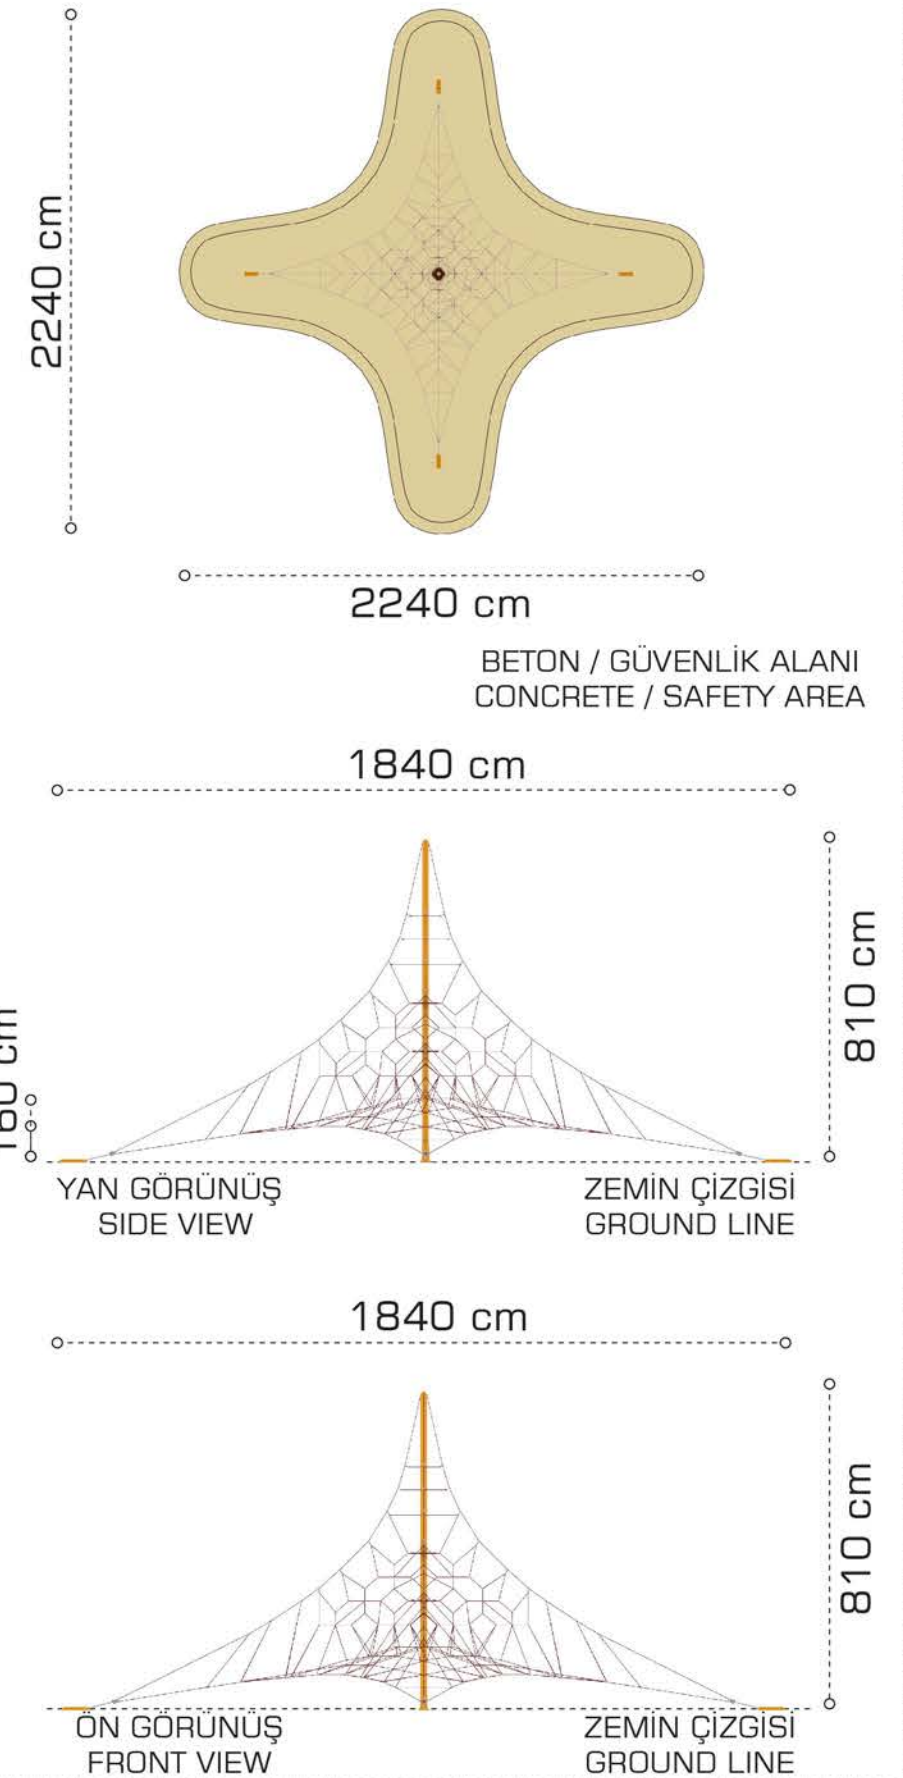 2240 cm
2240 cm
BETON / GÜVENLİK ALANI
CONCRETE / SAFETY AREA
1840 cm
810 cm
cm
YAN GÖRÜNÜŞ
SIDE VIEW
ZEMİN ÇİZGİSİ
GROUND LINE
1840 cm
810 cm
ÖN GÖRÜNÜŞ
FRONT VIEW
ZEMİN ÇİZGİSİ
GROUND LINE